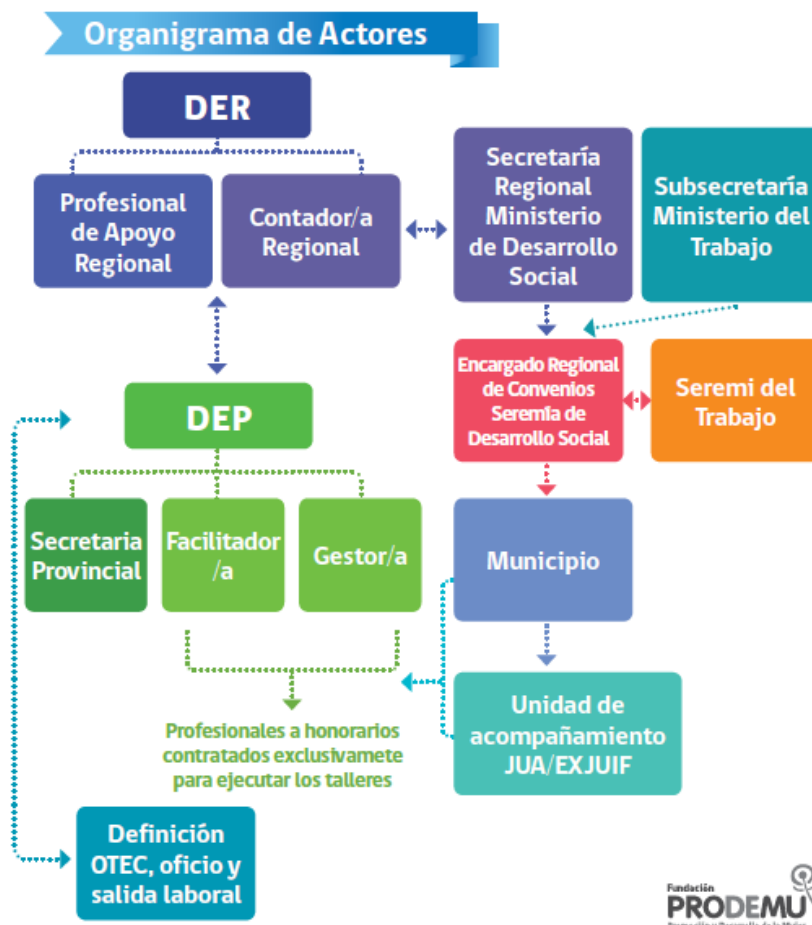 Organigrama de Actores
DER
Profesional
de Apoyo
Regional
Contador/a
Regional
Secretaría
Regional
Ministerio
de Desarrollo
Social
Subsecretaría
Ministerio del
Trabajo
Encargado Regional
de Convenios
Seremía de
Desarrollo Social
Seremi del
Trabajo
DEP
Secretaria
Provincial
Facilitador
/a
Gestor/a
Municipio
Profesionales a honorarios
contratados exclusivamete
para ejecutar los talleres
Unidad de
acompañamiento
JUA/EXJUIF
Definición
OTEC, oficio y
salida laboral
Fundación
PRODEMU